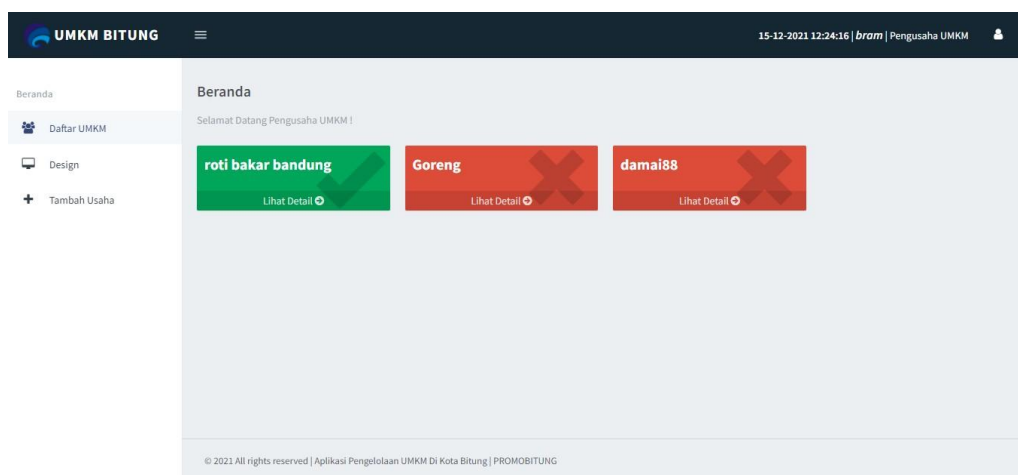 UMKM BITUNG
15-12-2021 12:24:16 | bram | Pengusaha UMKM
Beranda
Daftar UMKM
Design
Tambah Usaha
Beranda
Selamat Datang Pengusaha UMKM !
roti bakar bandung
Lihat Detail
Goreng
Lihat Detail
damai88
Lihat Detail
© 2021 All rights reserved | Aplikasi Pengelolaan UMKM Di Kota Bitung | PROMOBITUNG